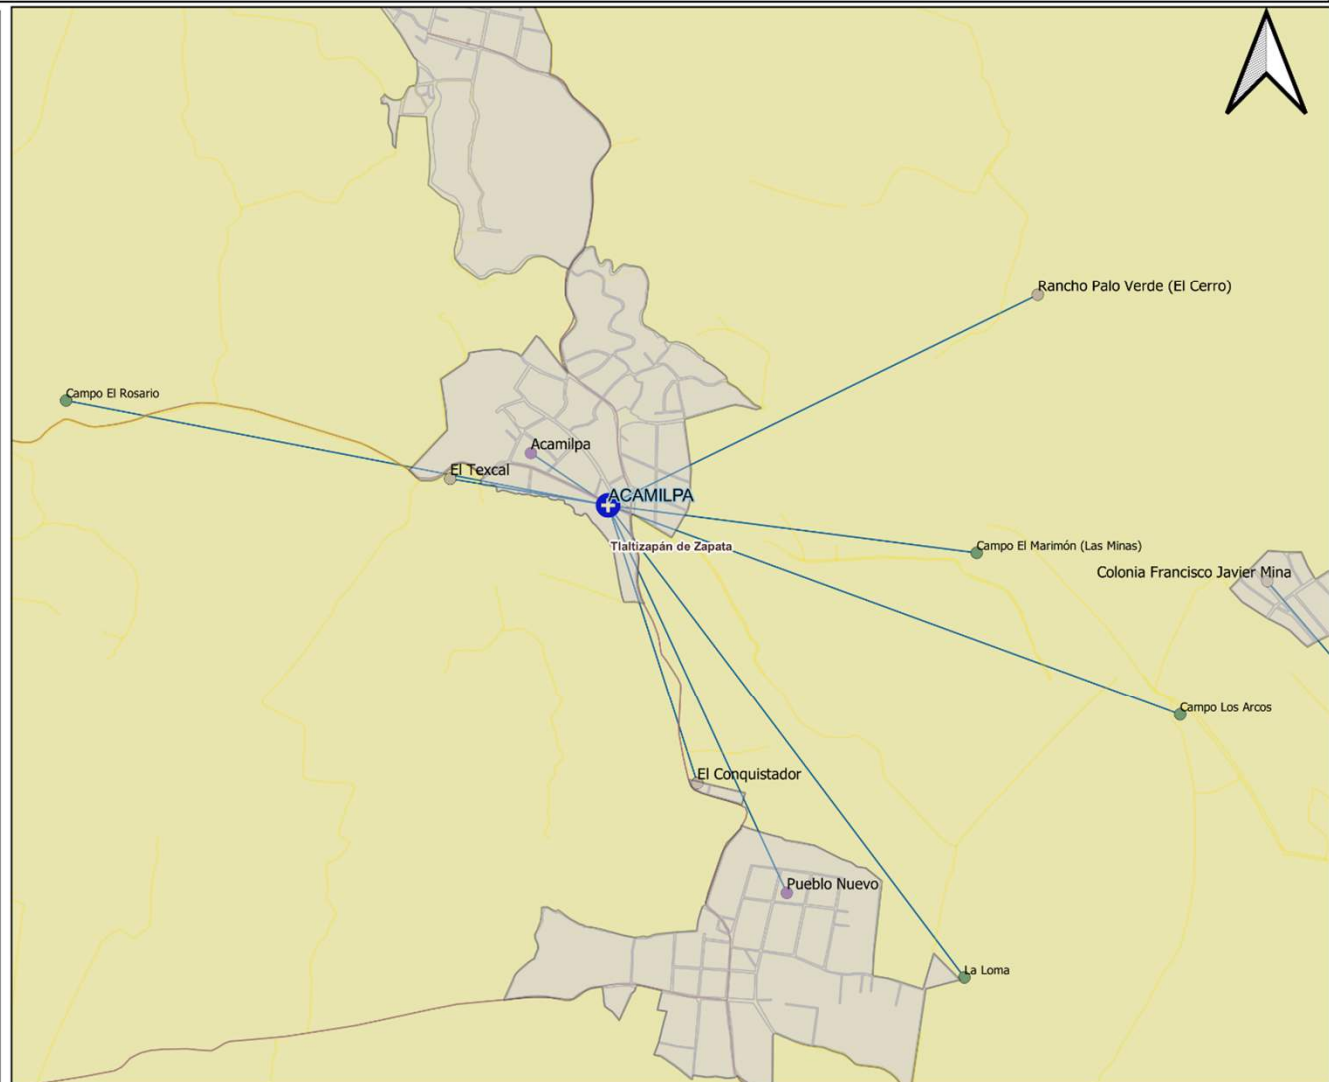 Rancho Palo Verde (El Cerro)
Campo El Rosario
Acamilpa
El Texcal
ACAMILPA
Tlaltizapán de Zapata
Campo El Marimón (Las Minas)
Colonia Francisco Javier Mina
Campo Los Arcos
El Conquistador
Pueblo Nuevo
La Loma